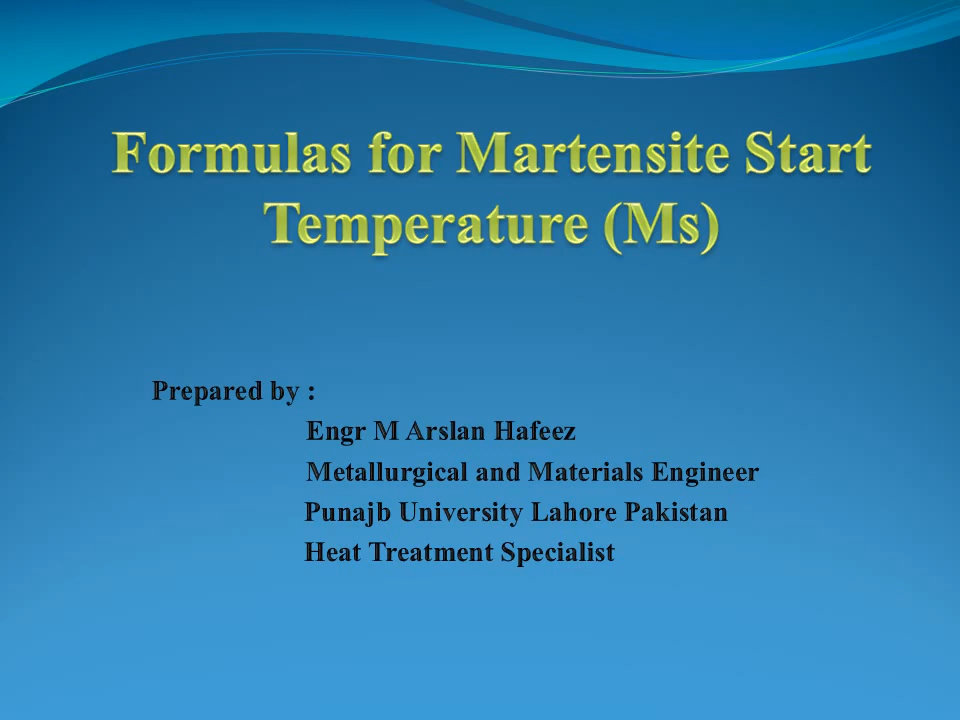 Formulas for Martensite Start
Temperature (Ms)
Prepared by :
Engr M Arslan Hafeez
Metallurgical and Materials Engineer
Punajb University Lahore Pakistan
Heat Treatment Specialist